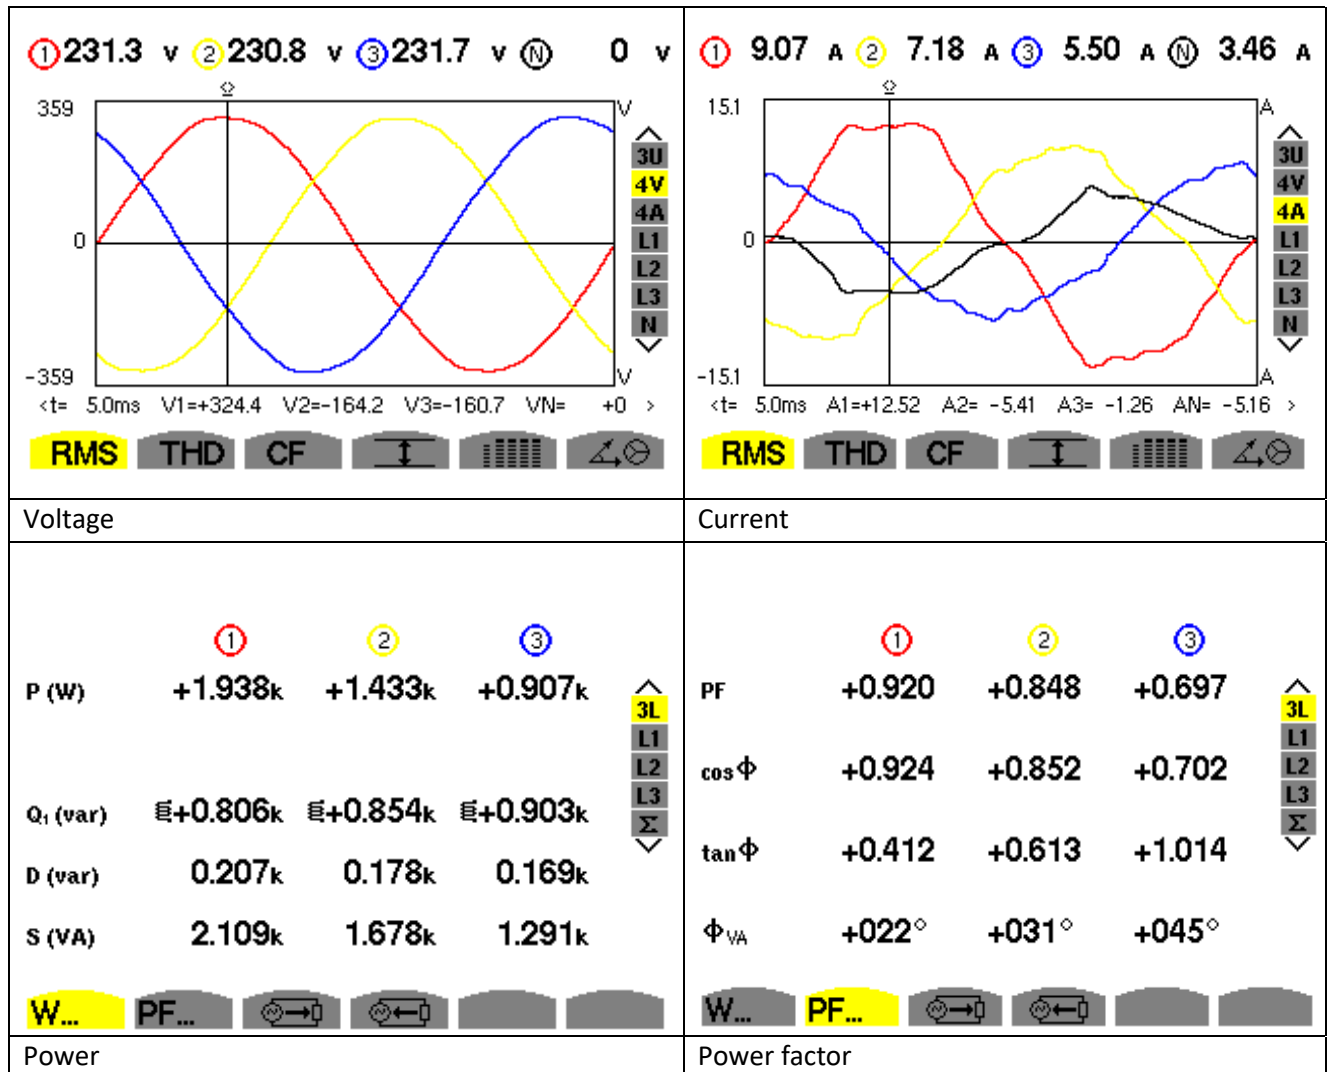 1 231.3 V 2 230.8 V 3 231.7 V N 0 V
359 V
3U
4V
4A
0 L1
L2
L3
N
-359 V
<t= 5.0ms V1=+324.4 V2=-164.2 V3=-160.7 VN= +0 >
RMS THD CF
Voltage
1 9.07 A 2 7.18 A 3 5.50 A N 3.46 A
15.1 A
3U
4V
4A
0 L1
L2
L3
N
-15.1 A
<t= 5.0ms A1=+12.52 A2= -5.41 A3= -1.26 AN= -5.16 >
RMS THD CF
Current
1 2 3
P (W) +1.938k +1.433k +0.907k
3L
L1
L2
L3
Σ
Q₁ (var) +0.806k +0.854k +0.903k
D (var) 0.207k 0.178k 0.169k
S (VA) 2.109k 1.678k 1.291k
W... PF...
Power
1 2 3
PF +0.920 +0.848 +0.697
3L
L1
L2
L3
Σ
cos Φ +0.924 +0.852 +0.702
tan Φ +0.412 +0.613 +1.014
Φ VA +022° +031° +045°
W... PF...
Power factor